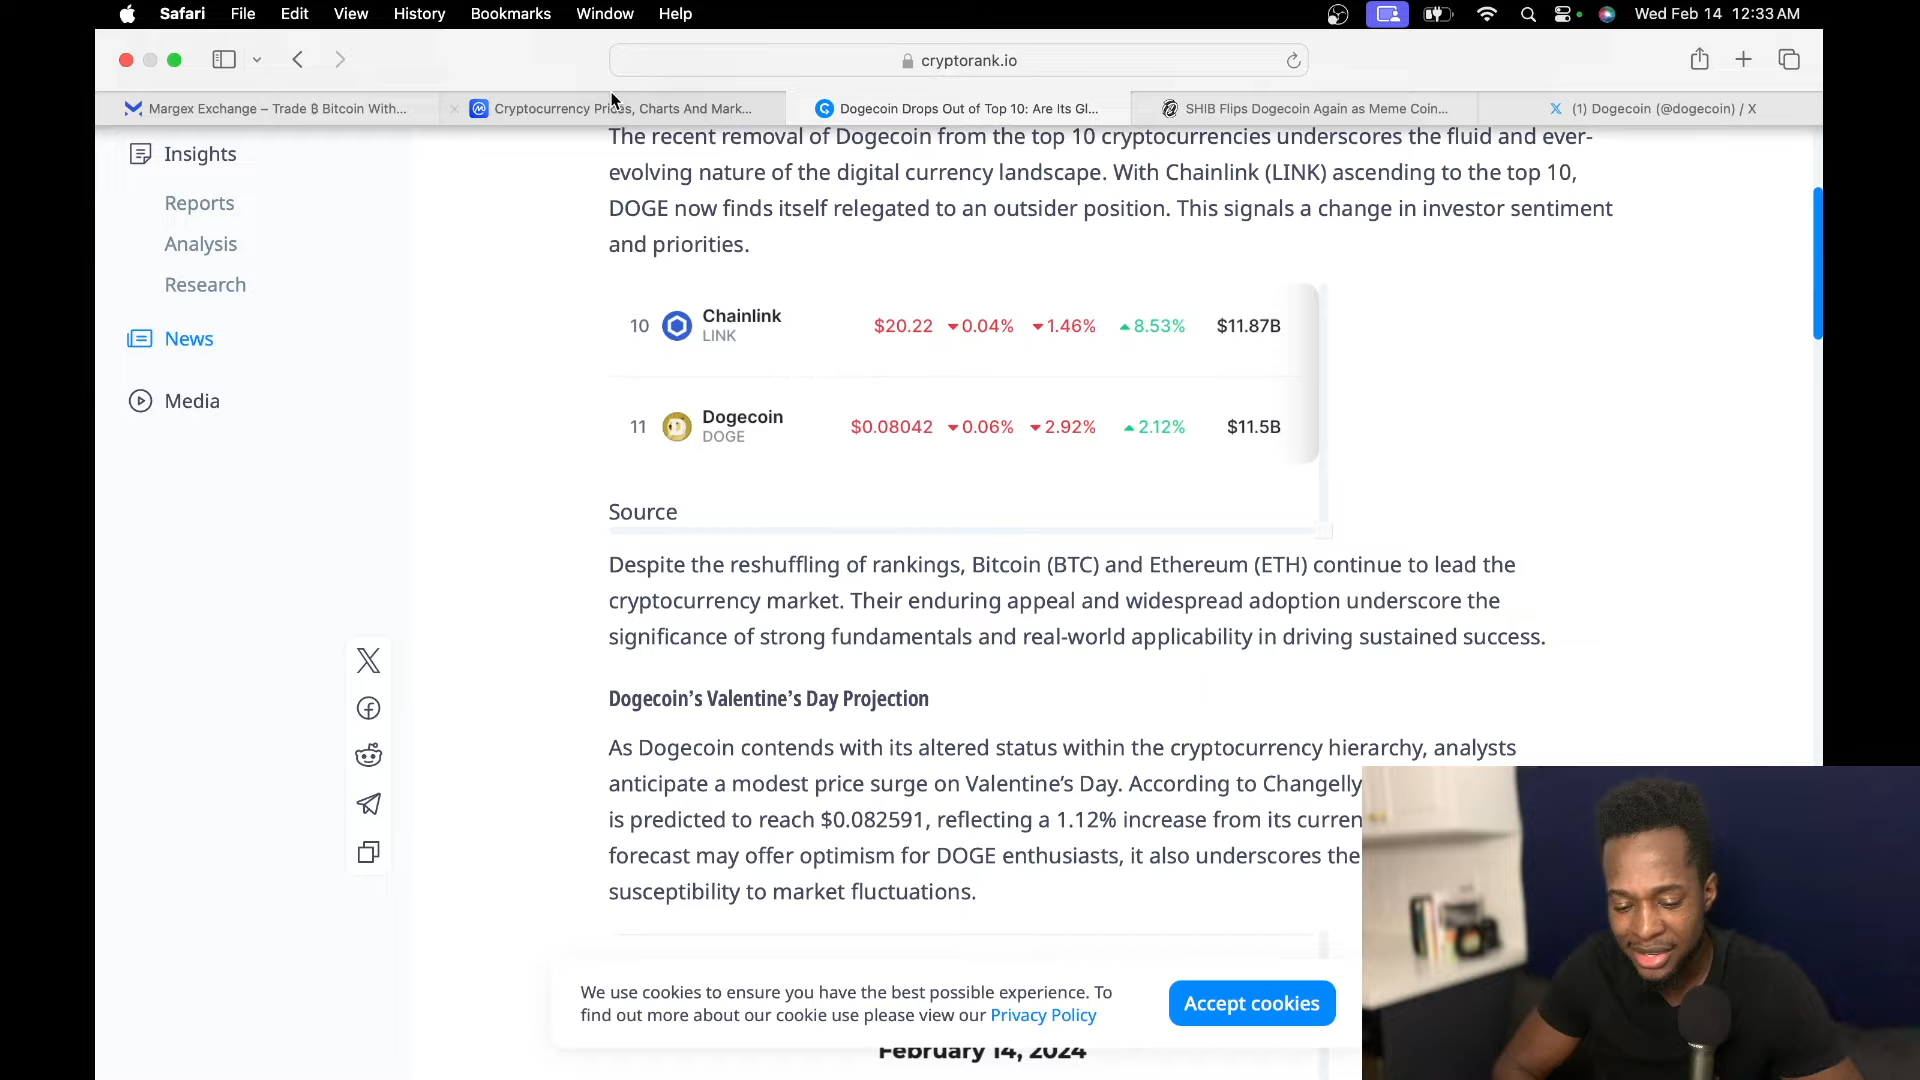 Safari File Edit View History Bookmarks Window Help Wed Feb 14 12:33 AM
cryptorank.io
Margex Exchange – Trade ₿ Bitcoin With... Cryptocurrency Prices, Charts And Mark... Dogecoin Drops Out of Top 10: Are Its Gl... SHIB Flips Dogecoin Again as Meme Coin... (1) Dogecoin (@dogecoin) / X
Insights
Reports
Analysis
Research
News
Media
The recent removal of Dogecoin from the top 10 cryptocurrencies underscores the fluid and ever-
evolving nature of the digital currency landscape. With Chainlink (LINK) ascending to the top 10,
DOGE now finds itself relegated to an outsider position. This signals a change in investor sentiment
and priorities.
10 Chainlink $20.22 0.04% 1.46% 8.53% $11.87B
LINK
11 Dogecoin $0.08042 0.06% 2.92% 2.12% $11.5B
DOGE
Source
Despite the reshuffling of rankings, Bitcoin (BTC) and Ethereum (ETH) continue to lead the
cryptocurrency market. Their enduring appeal and widespread adoption underscore the
significance of strong fundamentals and real-world applicability in driving sustained success.
Dogecoin's Valentine's Day Projection
As Dogecoin contends with its altered status within the cryptocurrency hierarchy, analysts
anticipate a modest price surge on Valentine's Day. According to Changelly
is predicted to reach $0.082591, reflecting a 1.12% increase from its curren
forecast may offer optimism for DOGE enthusiasts, it also underscores the
susceptibility to market fluctuations.
We use cookies to ensure you have the best possible experience. To
find out more about our cookie use please view our Privacy Policy
Accept cookies
February 14, 2024